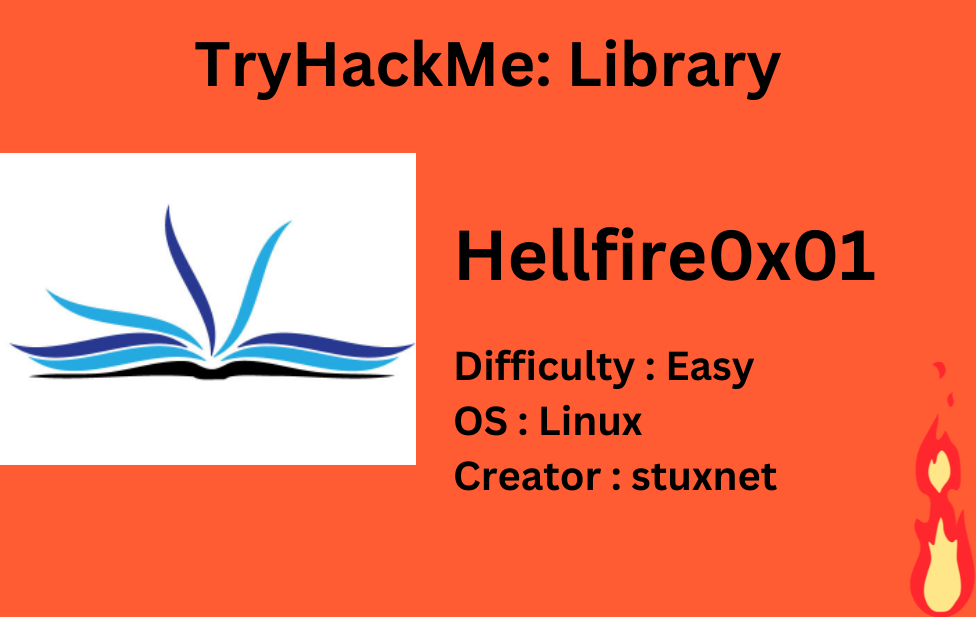 TryHackMe: Library
Hellfire0x01
Difficulty : Easy
OS : Linux
Creator : stuxnet